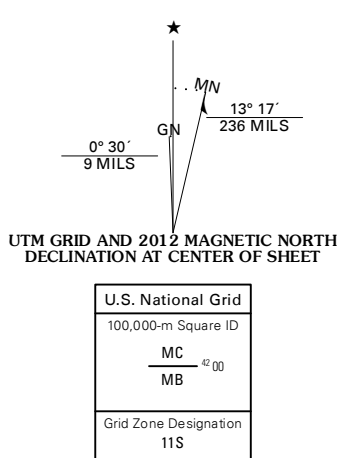 ★
MN
13° 17´
236 MILS
GN
0° 30´
9 MILS
UTM GRID AND 2012 MAGNETIC NORTH
DECLINATION AT CENTER OF SHEET
U.S. National Grid
100,000-m Square ID
MC
42 00
MB
Grid Zone Designation
11S